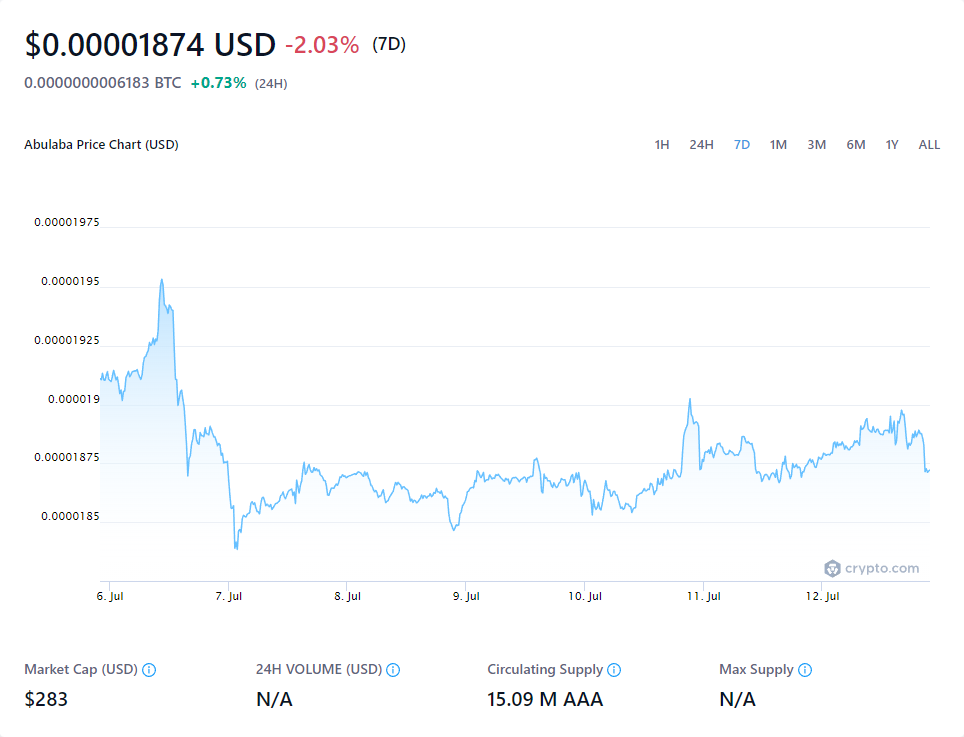 $0.00001874 USD -2.03% (7D)
0.0000000006183 BTC +0.73% (24H)
Abulaba Price Chart (USD) 1H 24H 7D 1M 3M 6M 1Y ALL
0.00001975
0.0000195
0.00001925
0.000019
0.00001875
0.0000185
crypto.com
6. Jul 7. Jul 8. Jul 9. Jul 10. Jul 11. Jul 12. Jul
Market Cap (USD) 24H VOLUME (USD) Circulating Supply Max Supply
$283 N/A 15.09 M AAA N/A